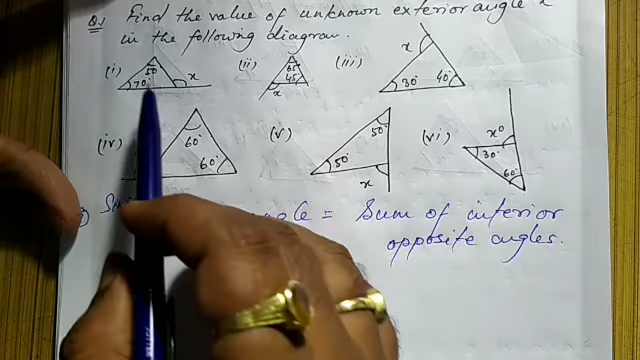 Q.1 Find the value of unknown exterior angle x
in the following diagram.
(i) 50° 70° x
(ii) 65° 45° x
(iii) x 30° 40°
(iv) 60° 60°
(v) 50° 50° x
(vi) x° 30° 60°
= Sum of interior
opposite angles.